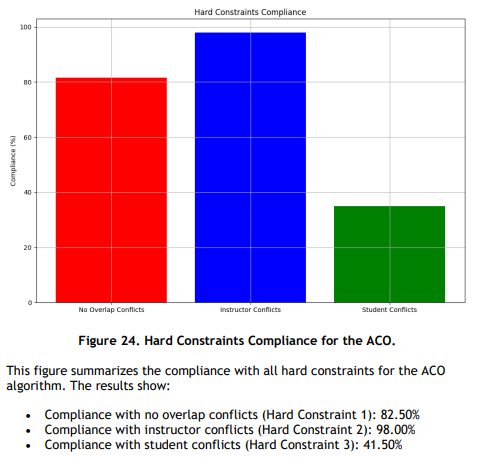 Hard Constraints Compliance
100
80
60
40
20
0
Compliance (%)
No Overlap Conflicts
Instructor Conflicts
Student Conflicts
Figure 24. Hard Constraints Compliance for the ACO.
This figure summarizes the compliance with all hard constraints for the ACO
algorithm. The results show:
• Compliance with no overlap conflicts (Hard Constraint 1): 82.50%
• Compliance with instructor conflicts (Hard Constraint 2): 98.00%
• Compliance with student conflicts (Hard Constraint 3): 41.50%